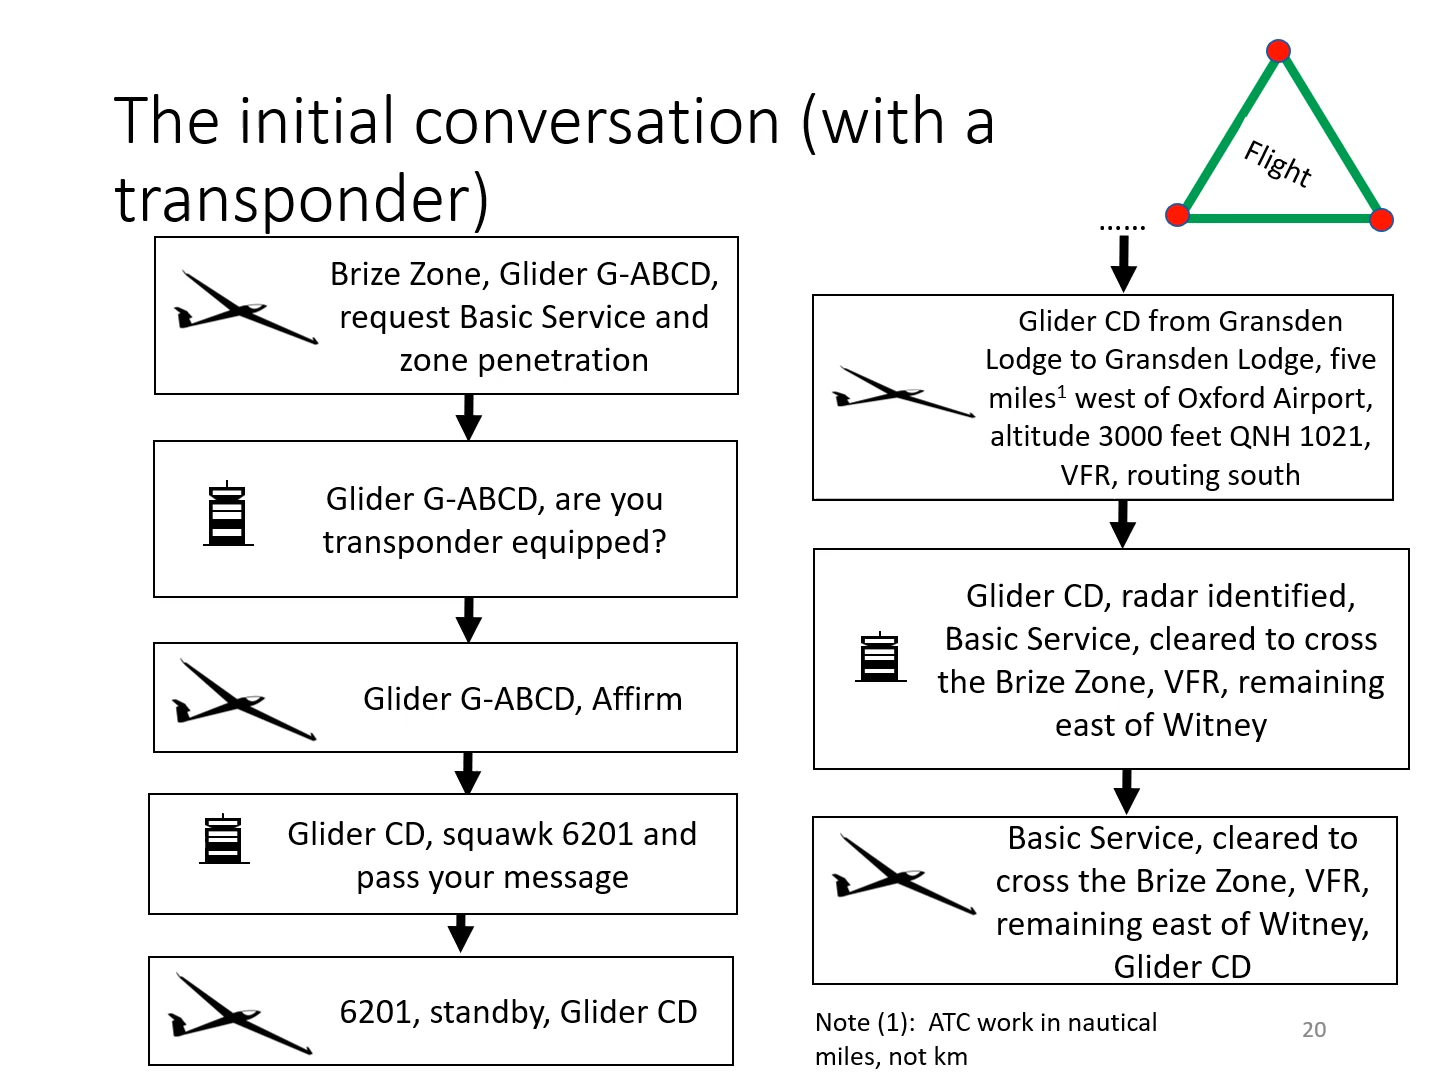 The initial conversation (with a
transponder)
Flight
Brize Zone, Glider G-ABCD,
request Basic Service and
zone penetration
Glider G-ABCD, are you
transponder equipped?
Glider G-ABCD, Affirm
Glider CD, squawk 6201 and
pass your message
6201, standby, Glider CD
......
Glider CD from Gransden
Lodge to Gransden Lodge, five
miles¹ west of Oxford Airport,
altitude 3000 feet QNH 1021,
VFR, routing south
Glider CD, radar identified,
Basic Service, cleared to cross
the Brize Zone, VFR, remaining
east of Witney
Basic Service, cleared to
cross the Brize Zone, VFR,
remaining east of Witney,
Glider CD
Note (1):  ATC work in nautical
miles, not km
20